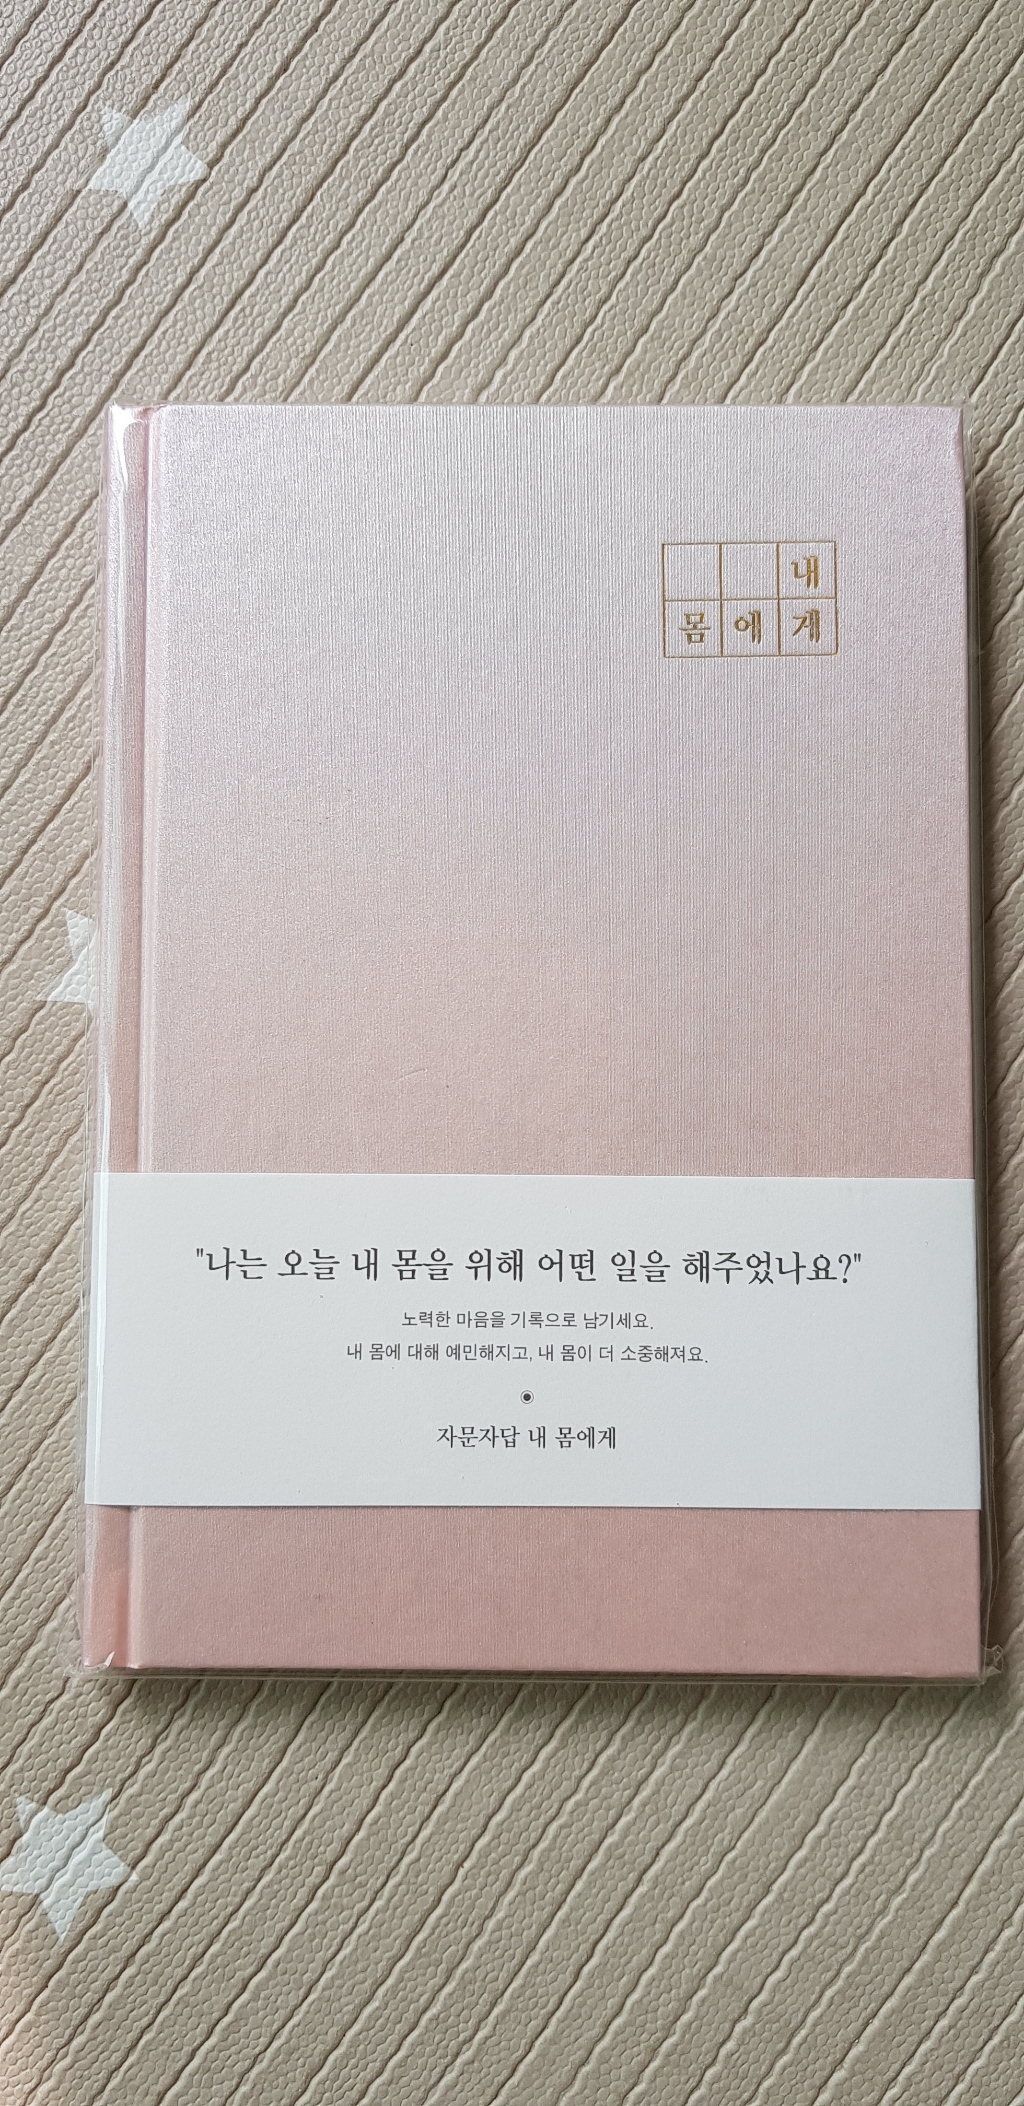 내
몸에게
"나는 오늘 내 몸을 위해 어떤 일을 해주었나요?"
노력한 마음을 기록으로 남기세요.
내 몸에 대해 예민해지고, 내 몸이 더 소중해져요.
자문자답 내 몸에게